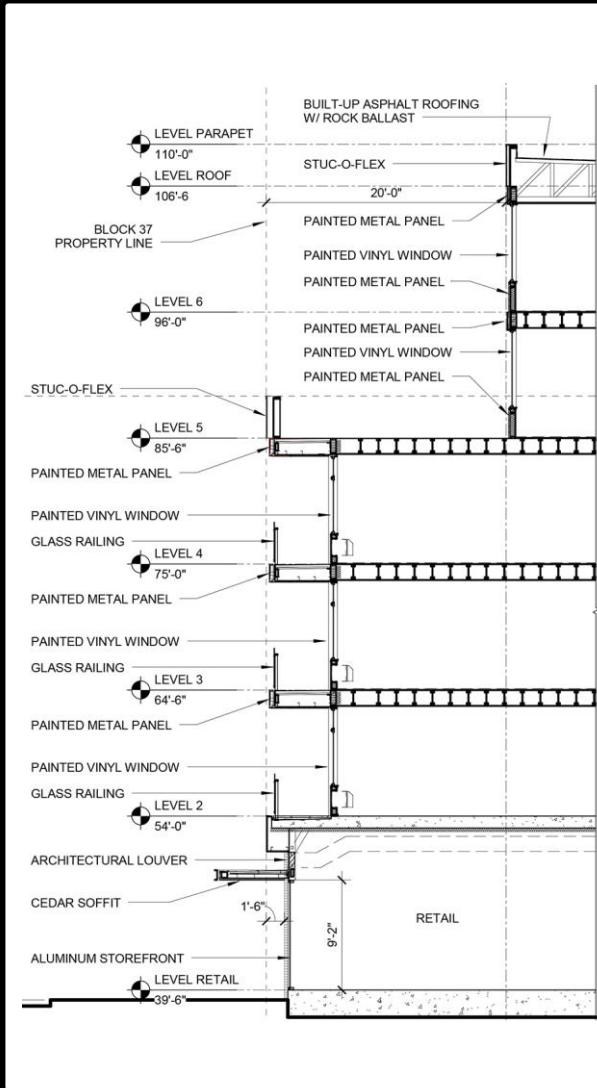 BUILT-UP ASPHALT ROOFING
W/ ROCK BALLAST
LEVEL PARAPET
110'-0"
STUC-O-FLEX
LEVEL ROOF
106'-6
20'-0"
BLOCK 37
PROPERTY LINE
PAINTED METAL PANEL
PAINTED VINYL WINDOW
PAINTED METAL PANEL
LEVEL 6
96'-0"
PAINTED METAL PANEL
PAINTED VINYL WINDOW
PAINTED METAL PANEL
STUC-O-FLEX
LEVEL 5
85'-6"
PAINTED METAL PANEL
PAINTED VINYL WINDOW
GLASS RAILING
LEVEL 4
75'-0"
PAINTED METAL PANEL
PAINTED VINYL WINDOW
GLASS RAILING
LEVEL 3
64'-6"
PAINTED METAL PANEL
PAINTED VINYL WINDOW
GLASS RAILING
LEVEL 2
54'-0"
ARCHITECTURAL LOUVER
CEDAR SOFFIT
1'-6"
RETAIL
9'-2"
ALUMINUM STOREFRONT
LEVEL RETAIL
39'-6"